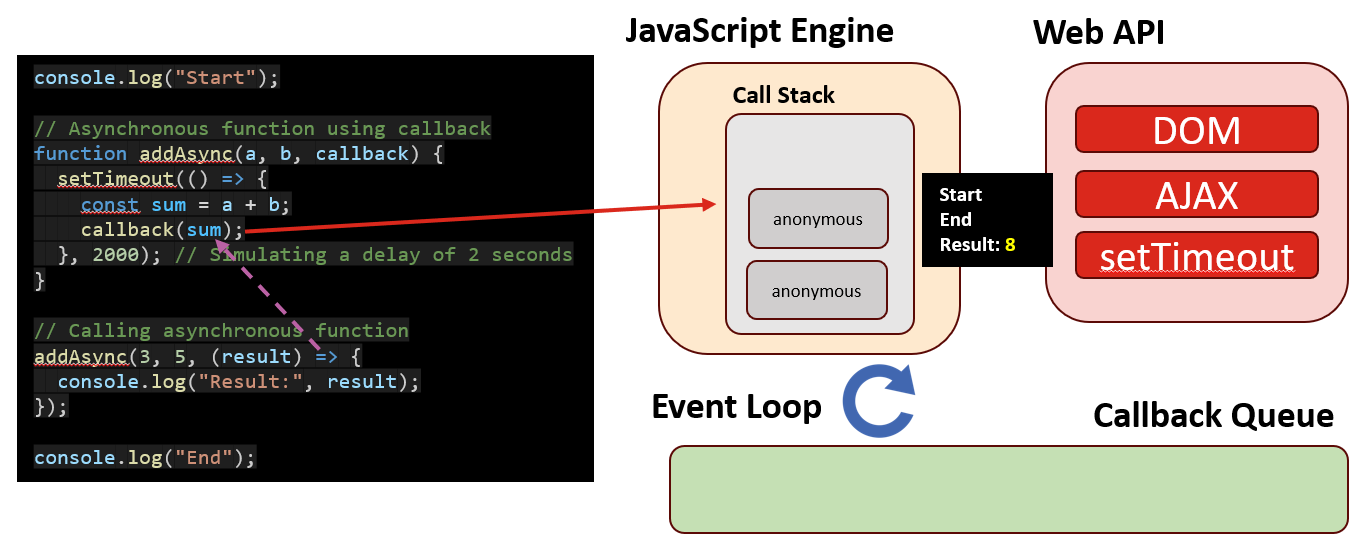 console.log("Start");
// Asynchronous function using callback
function addAsync(a, b, callback) {
setTimeout(() => {
const sum = a + b;
callback(sum);
}, 2000); // Simulating a delay of 2 seconds
}
// Calling asynchronous function
addAsync(3, 5, (result) => {
console.log("Result:", result);
});
console.log("End");
JavaScript Engine
Call Stack
anonymous
anonymous
Start
End
Result: 8
Web API
DOM
AJAX
setTimeout
Event Loop
Callback Queue